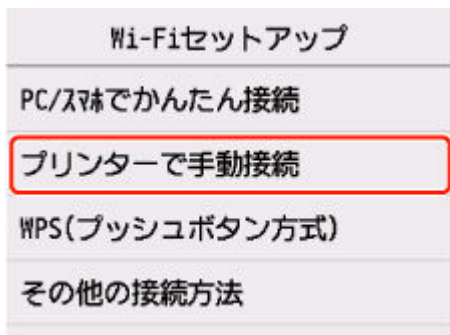 Wi-Fiセットアップ
PC/ｽﾏﾎでかんたん接続
プリンターで手動接続
WPS(プッシュボタン方式)
その他の接続方法